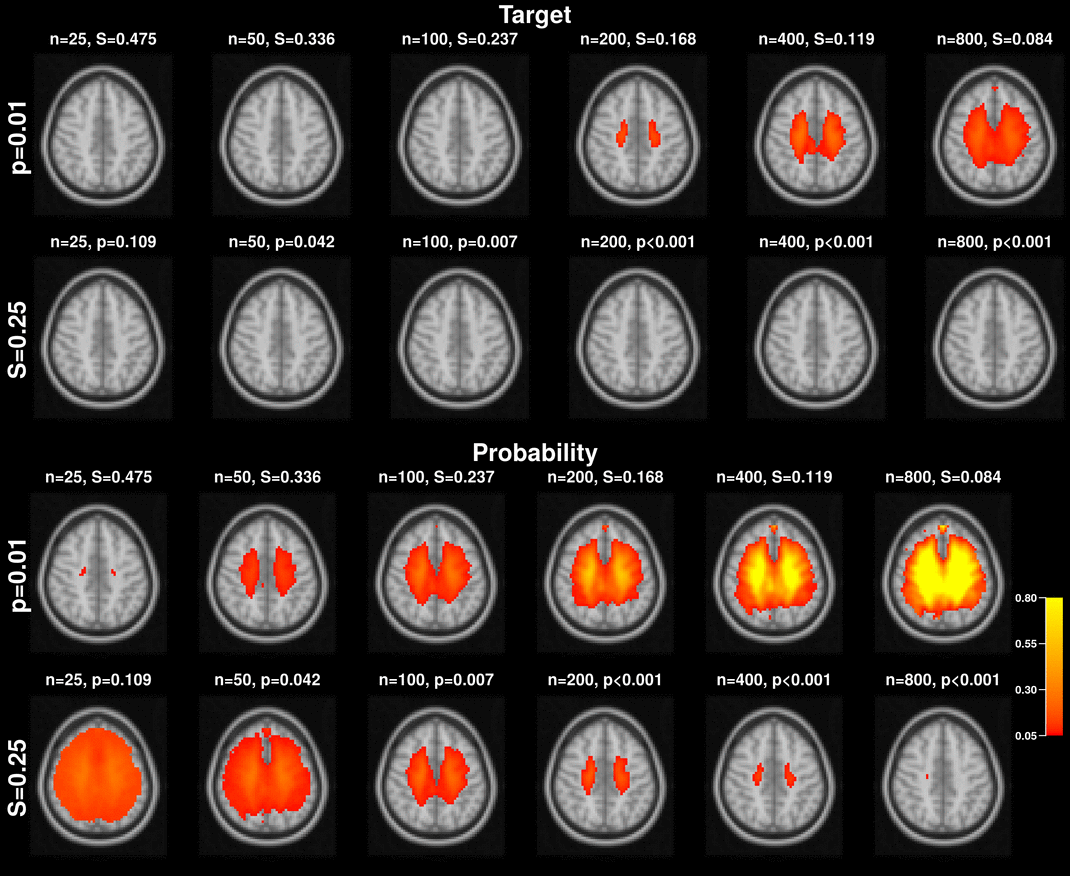 Target
n=25, S=0.475 n=50, S=0.336 n=100, S=0.237 n=200, S=0.168 n=400, S=0.119 n=800, S=0.084
p=0.01
n=25, p=0.109 n=50, p=0.042 n=100, p=0.007 n=200, p<0.001 n=400, p<0.001 n=800, p<0.001
S=0.25
Probability
n=25, S=0.475 n=50, S=0.336 n=100, S=0.237 n=200, S=0.168 n=400, S=0.119 n=800, S=0.084
p=0.01
0.80
0.55
0.30
0.05
n=25, p=0.109 n=50, p=0.042 n=100, p=0.007 n=200, p<0.001 n=400, p<0.001 n=800, p<0.001
S=0.25